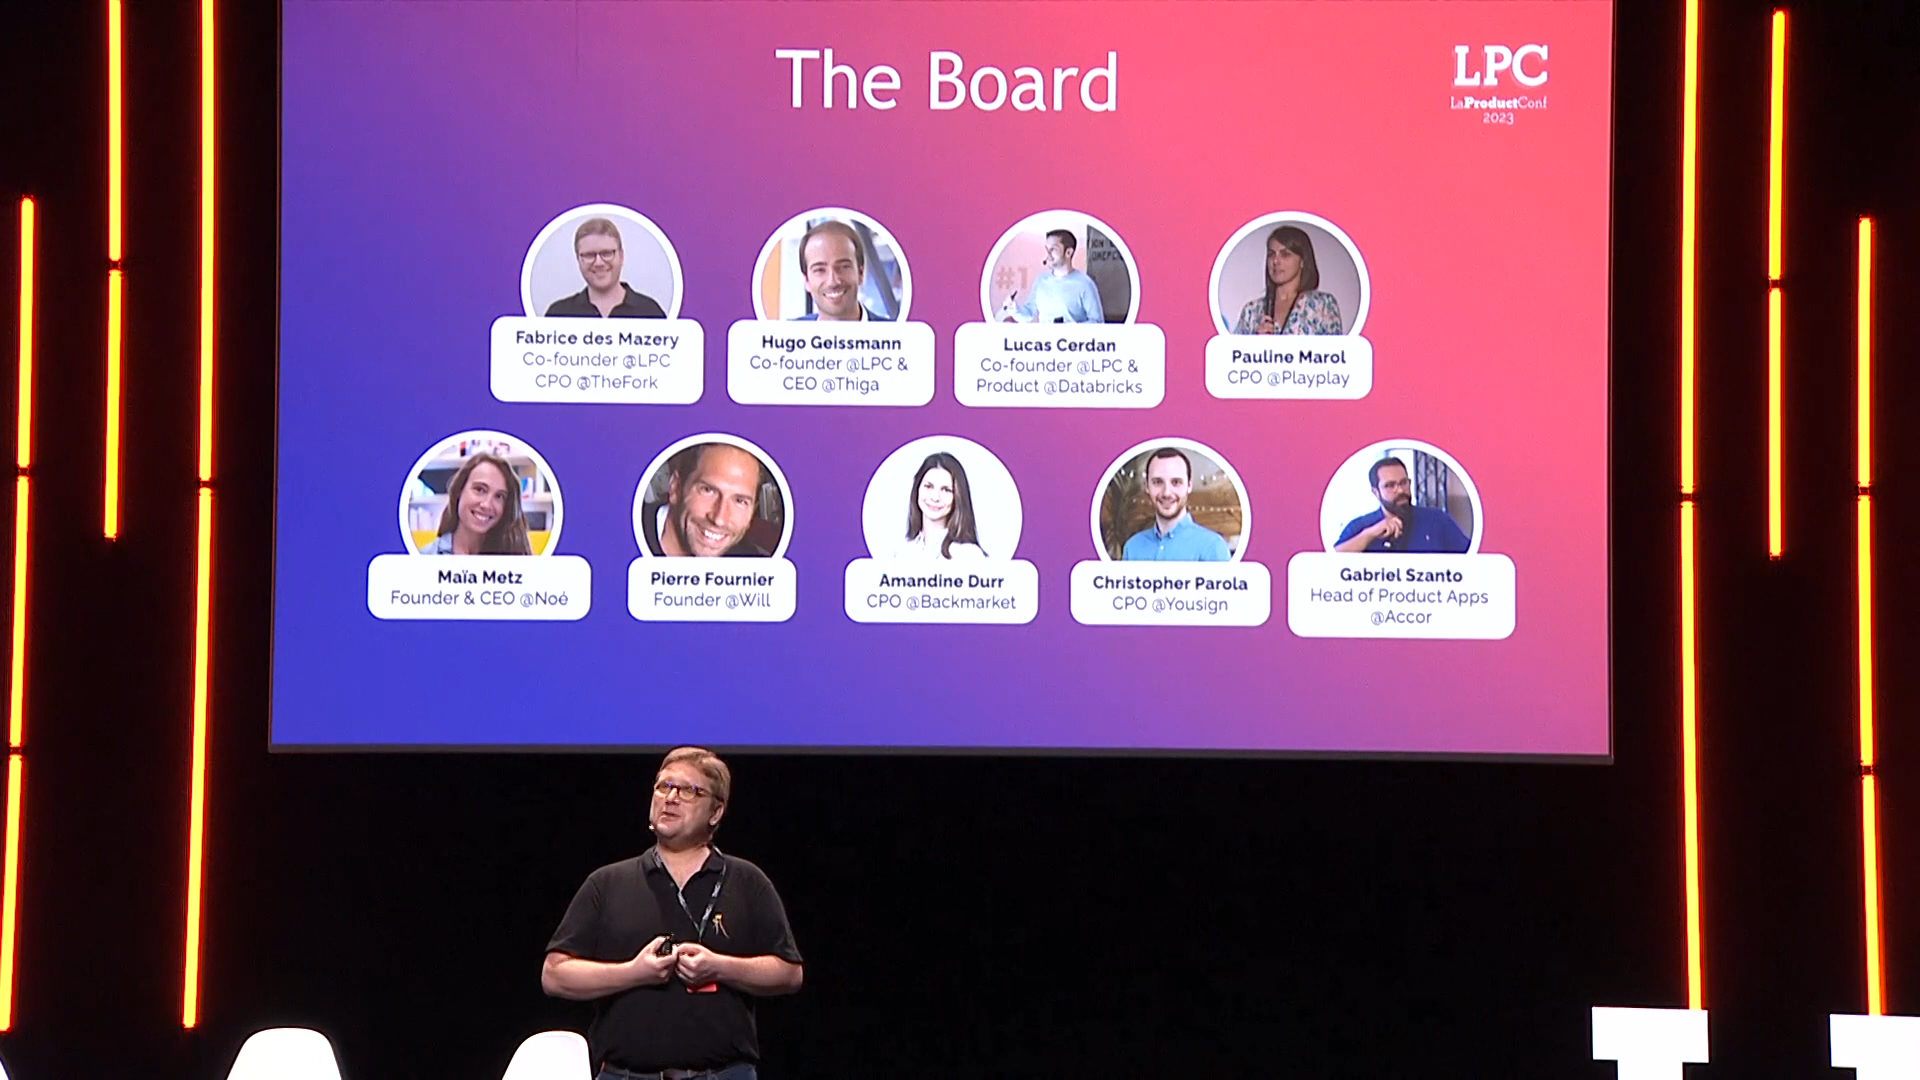 The Board
LPC
LaProductConf
2023
#1
Fabrice des Mazery
Co-founder @LPC
CPO @TheFork
Hugo Geissmann
Co-founder @LPC &
CEO @Thiga
Lucas Cerdan
Co-founder @LPC &
Product @Databricks
Pauline Marol
CPO @Playplay
Maïa Metz
Founder & CEO @Noé
Pierre Fournier
Founder @Will
Amandine Durr
CPO @Backmarket
Christopher Parola
CPO @Yousign
Gabriel Szanto
Head of Product Apps
@Accor